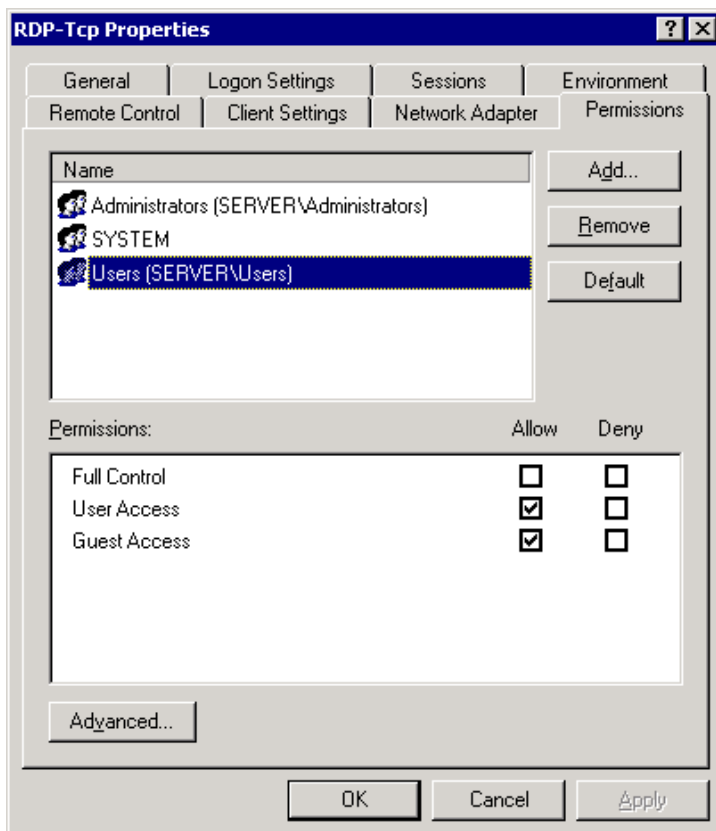 RDP-Tcp Properties
General Logon Settings Sessions Environment
Remote Control Client Settings Network Adapter Permissions
Name
Add...
Administrators (SERVER\Administrators)
SYSTEM
Remove
Users (SERVER\Users)
Default
Permissions: Allow Deny
Full Control
User Access
Guest Access
Advanced...
OK Cancel Apply